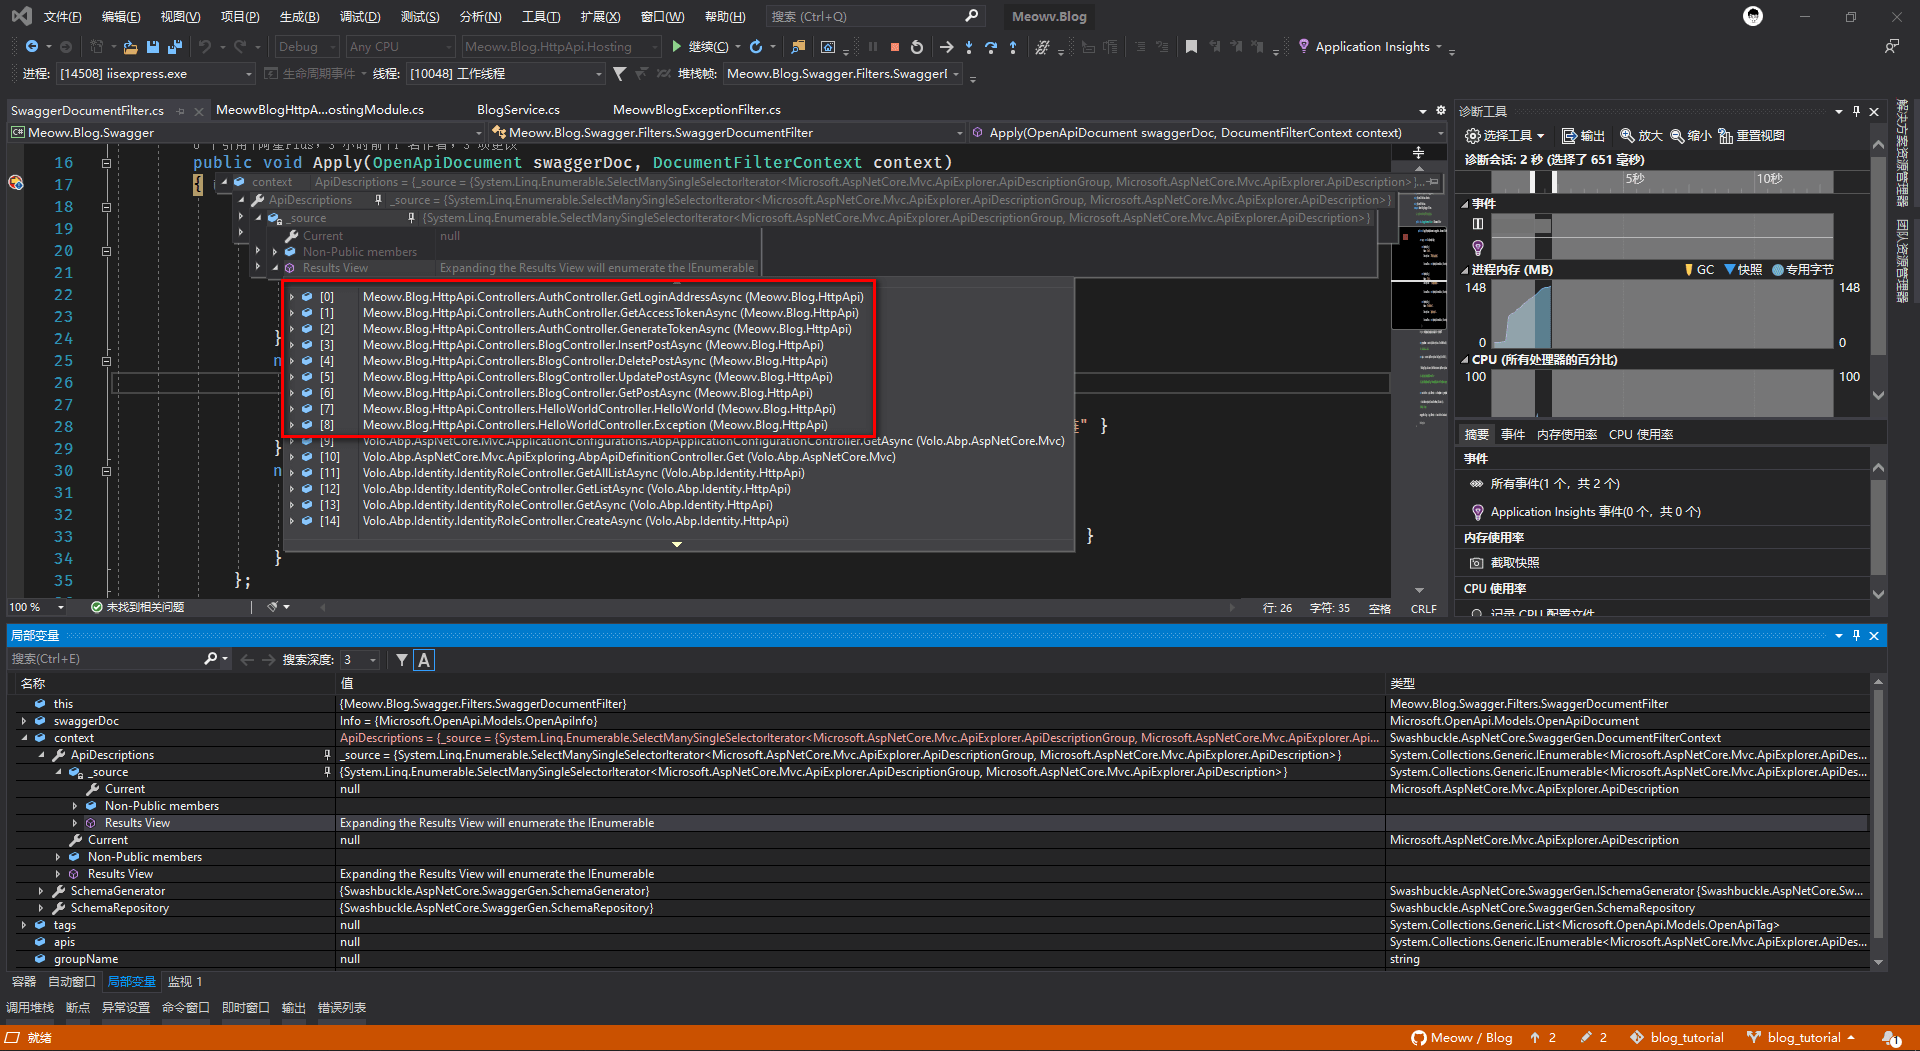 文件(F) 编辑(E) 视图(V) 项目(P) 生成(B) 调试(D) 测试(S) 分析(N) 工具(T) 扩展(X) 窗口(W) 帮助(H) 搜索 (Ctrl+Q) Meowv.Blog
Debug Any CPU Meowv.Blog.HttpApi.Hosting 继续(C) Application Insights
进程: [14508] iisexpress.exe 生命周期事件 线程: [10048] 工作线程 堆栈帧: Meowv.Blog.Swagger.Filters.Swagger
SwaggerDocumentFilter.cs MeowvBlogHttpA...ostingModule.cs BlogService.cs MeowvBlogExceptionFilter.cs
C# Meowv.Blog.Swagger Meowv.Blog.Swagger.Filters.SwaggerDocumentFilter Apply(OpenApiDocument swaggerDoc, DocumentFilterContext context)
16 public void Apply(OpenApiDocument swaggerDoc, DocumentFilterContext context)
17 { context ApiDescriptions = {_source = {System.Linq.Enumerable.SelectManySingleSelectorIterator<Microsoft.AspNetCore.Mvc.ApiExplorer.ApiDescriptionGroup, Microsoft.AspNetCore.Mvc.ApiExplorer.ApiDescription>}...
18 ApiDescriptions _source = {System.Linq.Enumerable.SelectManySingleSelectorIterator<Microsoft.AspNetCore.Mvc.ApiExplorer.ApiDescriptionGroup, Microsoft.AspNetCore.Mvc.ApiExplorer.ApiDescription>}
19 _source {System.Linq.Enumerable.SelectManySingleSelectorIterator<Microsoft.AspNetCore.Mvc.ApiExplorer.ApiDescriptionGroup, Microsoft.AspNetCore.Mvc.ApiExplorer.ApiDescription>}
Current null
20 Non-Public members
21 Results View Expanding the Results View will enumerate the IEnumerable
22 [0] Meowv.Blog.HttpApi.Controllers.AuthController.GetLoginAddressAsync (Meowv.Blog.HttpApi)
23 [1] Meowv.Blog.HttpApi.Controllers.AuthController.GetAccessTokenAsync (Meowv.Blog.HttpApi)
[2] Meowv.Blog.HttpApi.Controllers.AuthController.GenerateTokenAsync (Meowv.Blog.HttpApi)
24 } [3] Meowv.Blog.HttpApi.Controllers.BlogController.InsertPostAsync (Meowv.Blog.HttpApi)
25 n [4] Meowv.Blog.HttpApi.Controllers.BlogController.DeletePostAsync (Meowv.Blog.HttpApi)
26 [5] Meowv.Blog.HttpApi.Controllers.BlogController.UpdatePostAsync (Meowv.Blog.HttpApi)
[6] Meowv.Blog.HttpApi.Controllers.BlogController.GetPostAsync (Meowv.Blog.HttpApi)
27 [7] Meowv.Blog.HttpApi.Controllers.HelloWorldController.HelloWorld (Meowv.Blog.HttpApi)
28 [8] Meowv.Blog.HttpApi.Controllers.HelloWorldController.Exception (Meowv.Blog.HttpApi) " }
29 } [9] Volo.Abp.AspNetCore.Mvc.ApplicationConfigurations.AbpApplicationConfigurationController.GetAsync (Volo.Abp.AspNetCore.Mvc)
[10] Volo.Abp.AspNetCore.Mvc.ApiExploring.AbpApiDefinitionController.Get (Volo.Abp.AspNetCore.Mvc)
30 n [11] Volo.Abp.Identity.IdentityRoleController.GetAllListAsync (Volo.Abp.Identity.HttpApi)
31 [12] Volo.Abp.Identity.IdentityRoleController.GetListAsync (Volo.Abp.Identity.HttpApi)
32 [13] Volo.Abp.Identity.IdentityRoleController.GetAsync (Volo.Abp.Identity.HttpApi)
[14] Volo.Abp.Identity.IdentityRoleController.CreateAsync (Volo.Abp.Identity.HttpApi)
33 }
34 }
35 };
100 % 未找到相关问题 行: 26 字符: 35 空格 CRLF
诊断工具
选择工具 输出 放大 缩小 重置视图
诊断会话: 2 秒 (选择了 651 毫秒)
5秒 10秒
事件
进程内存 (MB) GC 快照 专用字节
148 148
0 0
CPU (所有处理器的百分比)
100 100
摘要 事件 内存使用率 CPU 使用率
事件
所有事件(1 个，共 2 个)
Application Insights 事件(0 个，共 0 个)
内存使用率
截取快照
CPU 使用率
记录 CPU 配置文件
解决方案资源管理器
团队资源管理器
局部变量
搜索(Ctrl+E) 搜索深度: 3 A
名称 值 类型
this {Meowv.Blog.Swagger.Filters.SwaggerDocumentFilter} Meowv.Blog.Swagger.Filters.SwaggerDocumentFilter
swaggerDoc Info = {Microsoft.OpenApi.Models.OpenApiInfo} Microsoft.OpenApi.Models.OpenApiDocument
context ApiDescriptions = {_source = {System.Linq.Enumerable.SelectManySingleSelectorIterator<Microsoft.AspNetCore.Mvc.ApiExplorer.ApiDescriptionGroup, Microsoft.AspNetCore.Mvc.ApiExplorer.Api... Swashbuckle.AspNetCore.SwaggerGen.DocumentFilterContext
ApiDescriptions _source = {System.Linq.Enumerable.SelectManySingleSelectorIterator<Microsoft.AspNetCore.Mvc.ApiExplorer.ApiDescriptionGroup, Microsoft.AspNetCore.Mvc.ApiExplorer.ApiDescription>} System.Collections.Generic.IEnumerable<Microsoft.AspNetCore.Mvc.ApiExplorer.ApiDes...
_source {System.Linq.Enumerable.SelectManySingleSelectorIterator<Microsoft.AspNetCore.Mvc.ApiExplorer.ApiDescriptionGroup, Microsoft.AspNetCore.Mvc.ApiExplorer.ApiDescription>} System.Collections.Generic.IEnumerable<Microsoft.AspNetCore.Mvc.ApiExplorer.ApiDes...
Current null Microsoft.AspNetCore.Mvc.ApiExplorer.ApiDescription
Non-Public members
Results View Expanding the Results View will enumerate the IEnumerable
Current null Microsoft.AspNetCore.Mvc.ApiExplorer.ApiDescription
Non-Public members
Results View Expanding the Results View will enumerate the IEnumerable
SchemaGenerator {Swashbuckle.AspNetCore.SwaggerGen.SchemaGenerator} Swashbuckle.AspNetCore.SwaggerGen.ISchemaGenerator {Swashbuckle.AspNetCore.Sw...
SchemaRepository {Swashbuckle.AspNetCore.SwaggerGen.SchemaRepository} Swashbuckle.AspNetCore.SwaggerGen.SchemaRepository
tags null System.Collections.Generic.List<Microsoft.OpenApi.Models.OpenApiTag>
apis null System.Collections.Generic.IEnumerable<Microsoft.AspNetCore.Mvc.ApiExplorer.ApiDes...
groupName null string
容器 自动窗口 局部变量 监视 1
调用堆栈 断点 异常设置 命令窗口 即时窗口 输出 错误列表
就绪 Meowv / Blog 2 2 blog_tutorial blog_tutorial 1